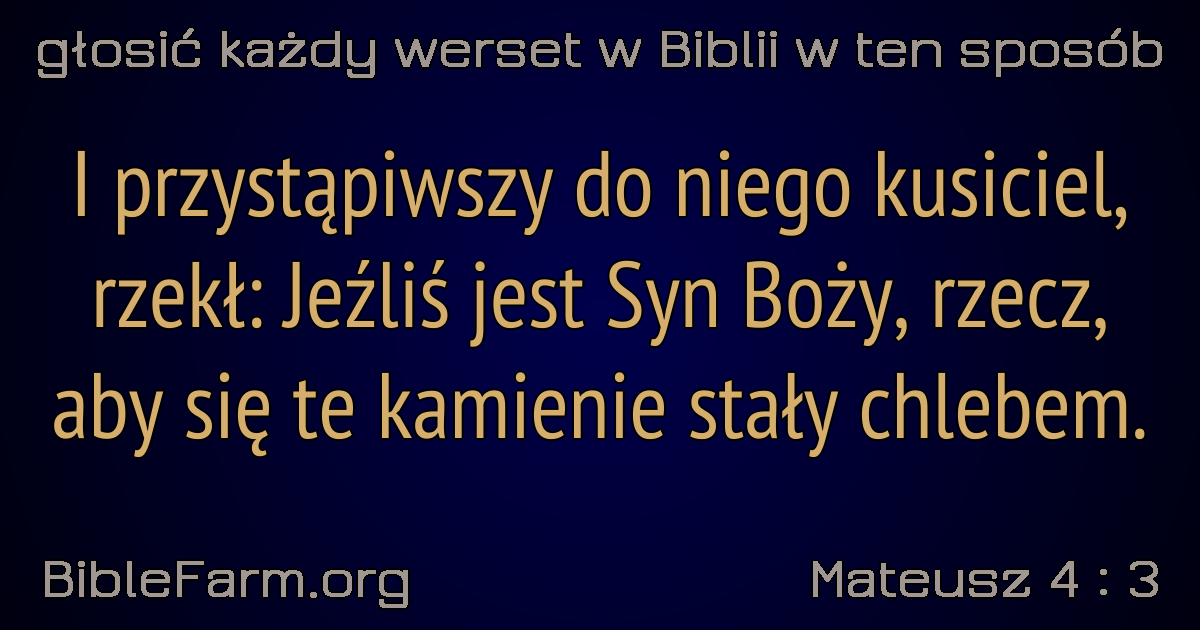 głosić każdy werset w Biblii w ten sposób
I przystąpiwszy do niego kusiciel,
rzekł: Jeźliś jest Syn Boży, rzecz,
aby się te kamienie stały chlebem.
BibleFarm.org
Mateusz 4 : 3